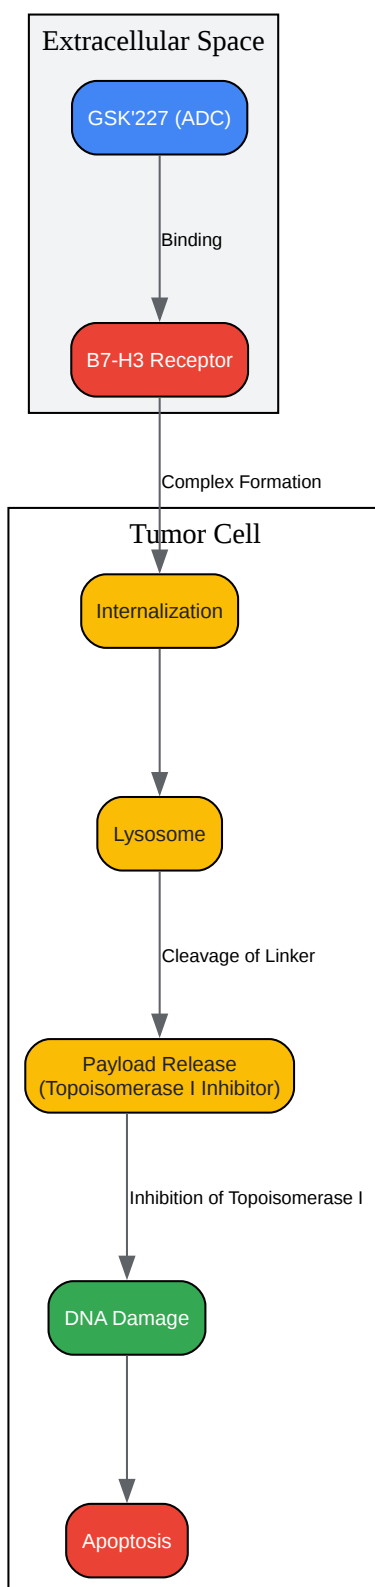 Extracellular Space
GSK'227 (ADC)
Binding
B7-H3 Receptor
Complex Formation
Tumor Cell
Internalization
Lysosome
Cleavage of Linker
Payload Release
(Topoisomerase I Inhibitor)
Inhibition of Topoisomerase I
DNA Damage
Apoptosis